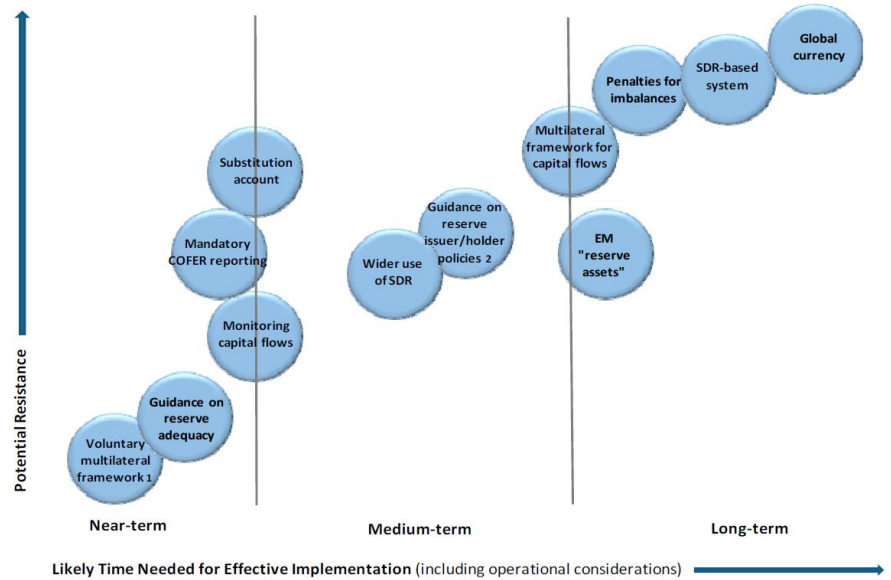 Global
currency
SDR-based
system
Penalties for
imbalances
Multilateral
framework for
capital flows
Substitution
account
Guidance on
reserve
issuer/holder
policies 2
Mandatory
COFER reporting
EM
"reserve
assets"
Wider use
of SDR
Monitoring
capital flows
Guidance on
reserve
adequacy
Voluntary
multilateral
framework 1
Potential Resistance
Near-term
Medium-term
Long-term
Likely Time Needed for Effective Implementation (including operational considerations)